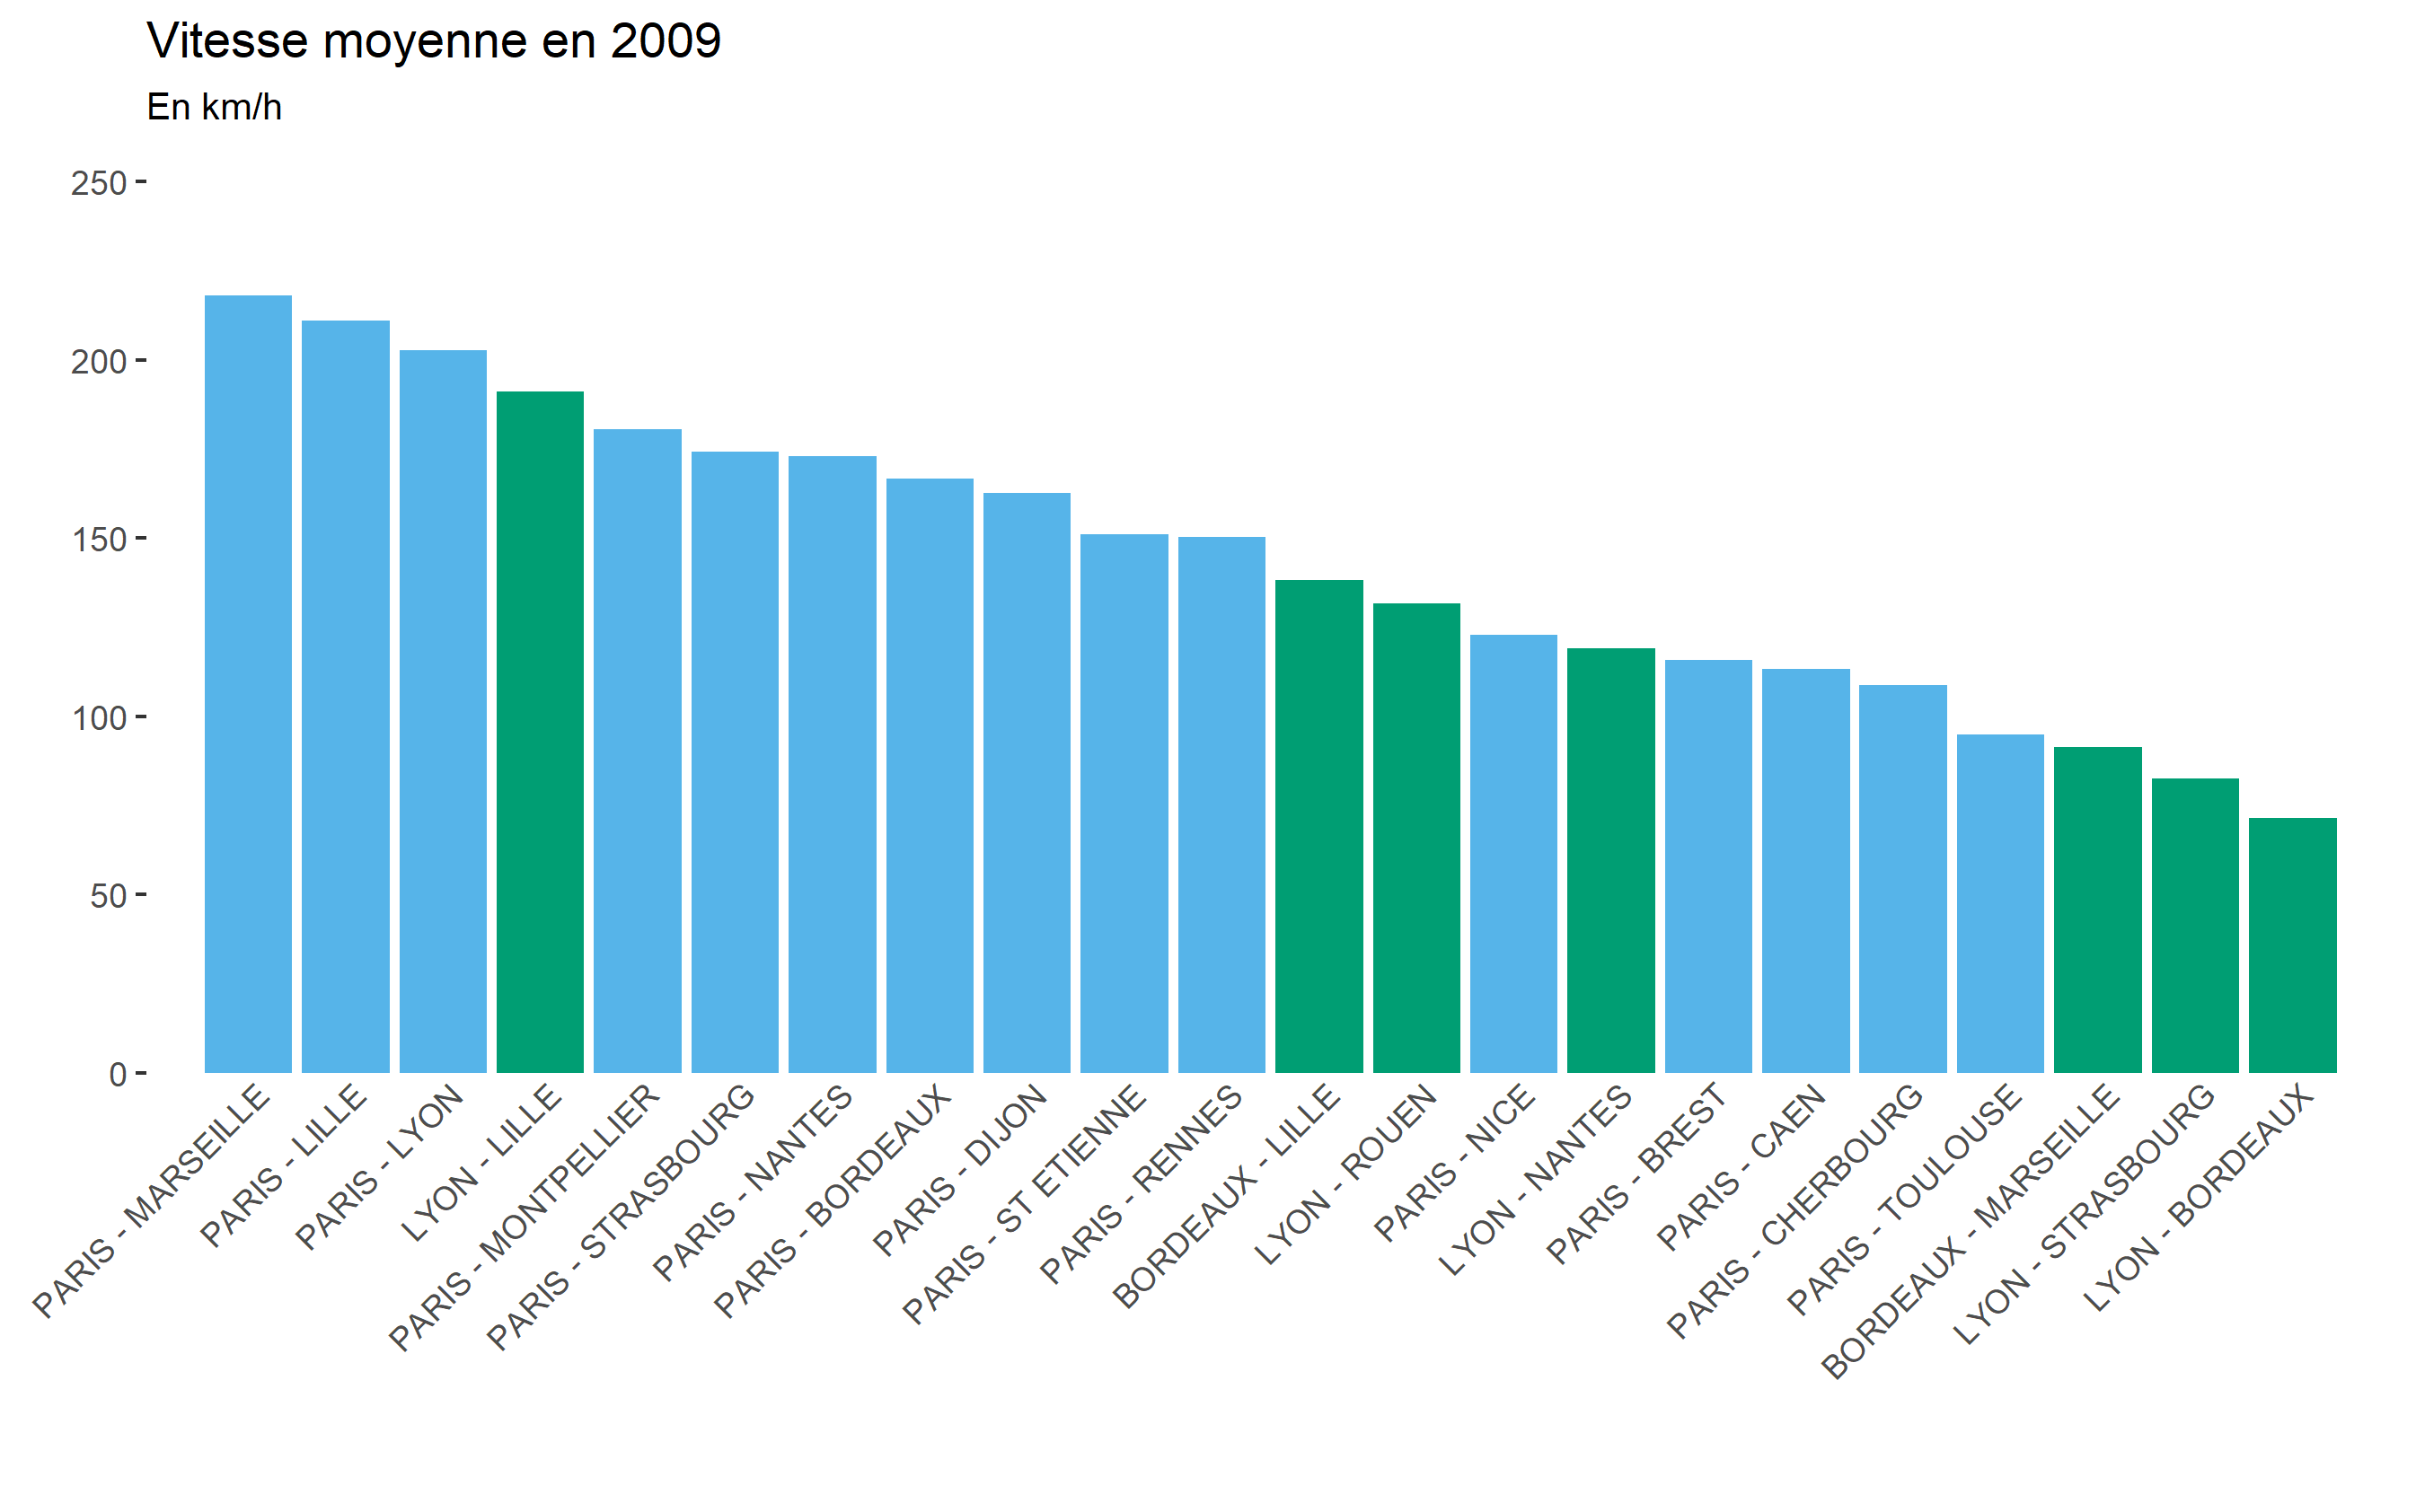 Vitesse moyenne en 2009
En km/h
250
200
150
100
50
0
PARIS - MARSEILLE
PARIS - LILLE
PARIS - LYON
LYON - LILLE
PARIS - MONTPELLIER
PARIS - STRASBOURG
PARIS - NANTES
PARIS - BORDEAUX
PARIS - DIJON
PARIS - ST ETIENNE
PARIS - RENNES
BORDEAUX - LILLE
LYON - ROUEN
PARIS - NICE
LYON - NANTES
PARIS - BREST
PARIS - CAEN
PARIS - CHERBOURG
PARIS - TOULOUSE
BORDEAUX - MARSEILLE
LYON - STRASBOURG
LYON - BORDEAUX